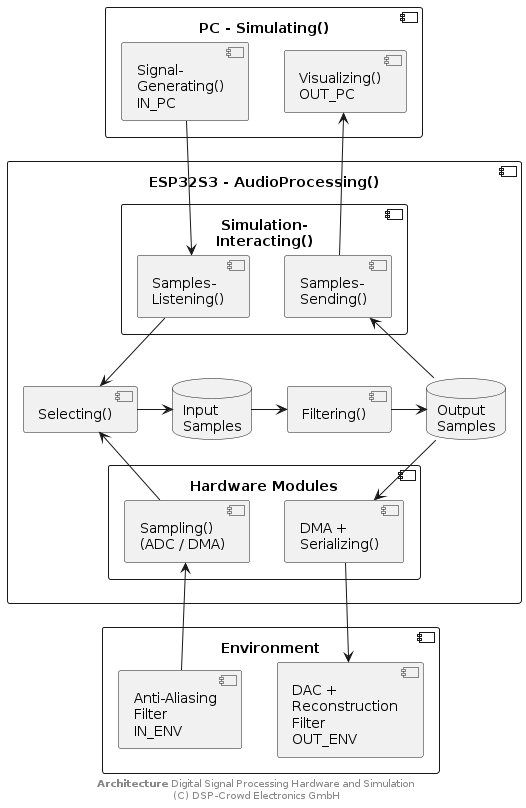 PC - Simulating()
Signal-
Generating()
IN_PC
Visualizing()
OUT_PC
ESP32S3 - AudioProcessing()
Simulation-
Interacting()
Samples-
Listening()
Samples-
Sending()
Selecting()
Input
Samples
Filtering()
Output
Samples
Hardware Modules
Sampling()
(ADC / DMA)
DMA +
Serializing()
Environment
Anti-Aliasing
Filter
IN_ENV
DAC +
Reconstruction
Filter
OUT_ENV
Architecture Digital Signal Processing Hardware and Simulation
(C) DSP-Crowd Electronics GmbH